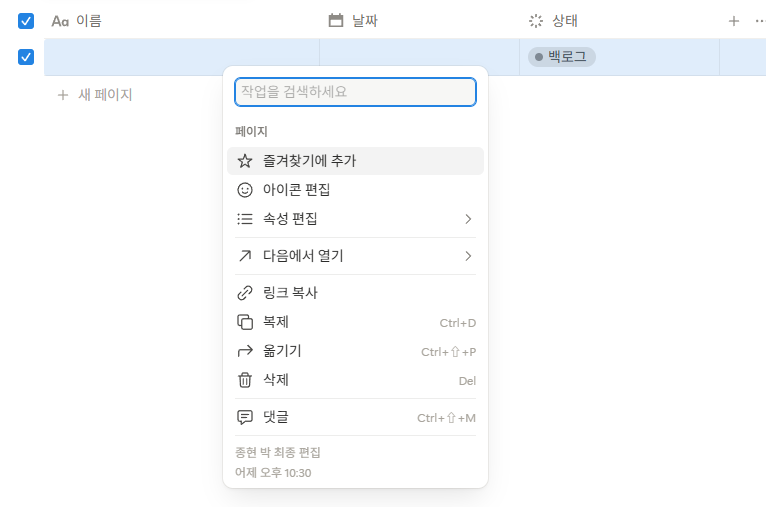 Aa 이름 날짜 상태
백로그
새 페이지
작업을 검색하세요
페이지
즐겨찾기에 추가
아이콘 편집
속성 편집
다음에서 열기
링크 복사
복제 Ctrl+D
옮기기 Ctrl+⇧+P
삭제 Del
댓글 Ctrl+⇧+M
종현 박 최종 편집
어제 오후 10:30